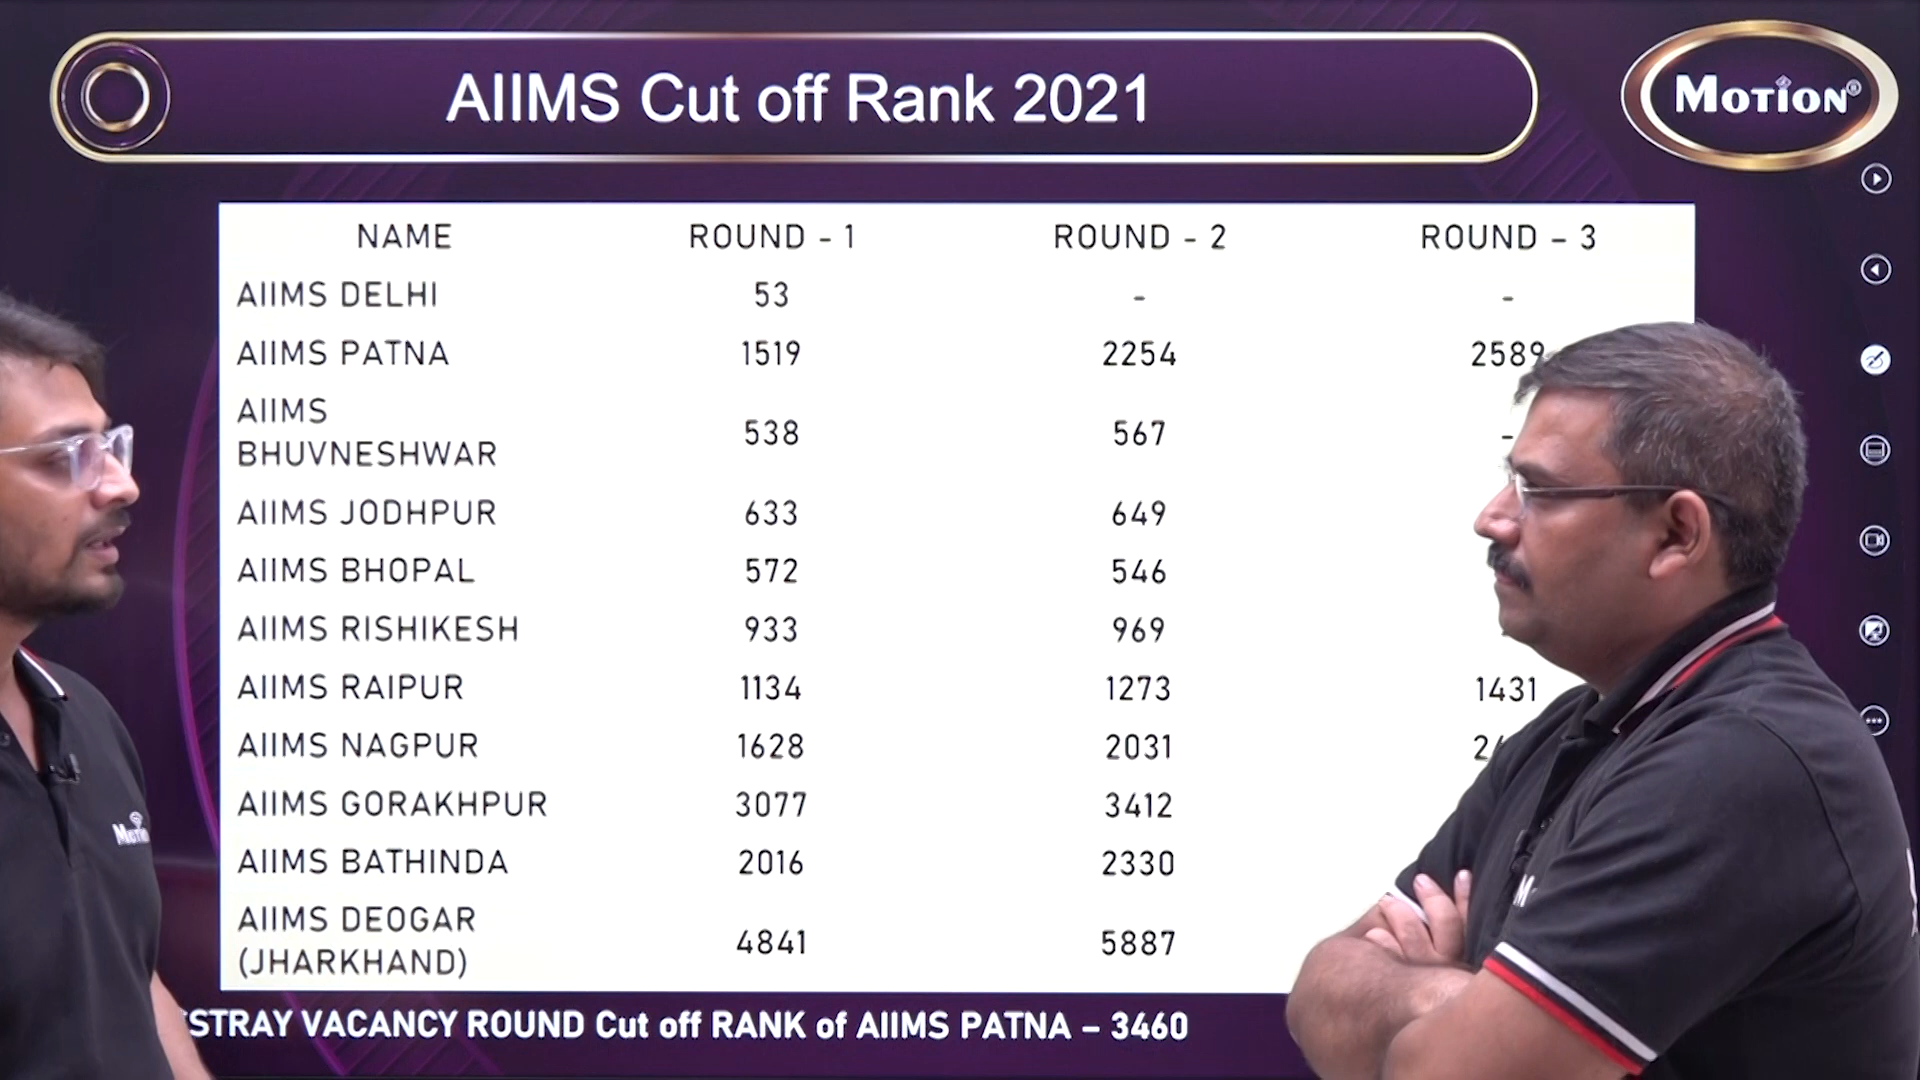 AIIMS Cut off Rank 2021
MOTION®
NAME ROUND - 1 ROUND - 2 ROUND - 3
AIIMS DELHI 53 - -
AIIMS PATNA 1519 2254 2589
AIIMS
BHUVNESHWAR 538 567 -
AIIMS JODHPUR 633 649
AIIMS BHOPAL 572 546
AIIMS RISHIKESH 933 969
AIIMS RAIPUR 1134 1273 1431
AIIMS NAGPUR 1628 2031
AIIMS GORAKHPUR 3077 3412
AIIMS BATHINDA 2016 2330
AIIMS DEOGAR
(JHARKHAND) 4841 5887
STRAY VACANCY ROUND Cut off RANK of AIIMS PATNA – 3460